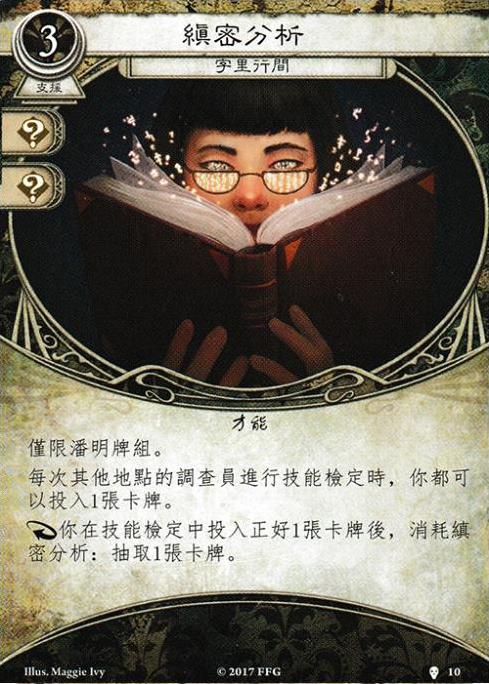 3
縝密分析
字里行間
支援
?
?
才能
僅限潘明牌組。
每次其他地點的調查員進行技能檢定時，你都可
以投入1張卡牌。
你在技能檢定中投入正好1張卡牌後，消耗縝
密分析：抽取1張卡牌。
Illus. Maggie Ivy
© 2017 FFG
10